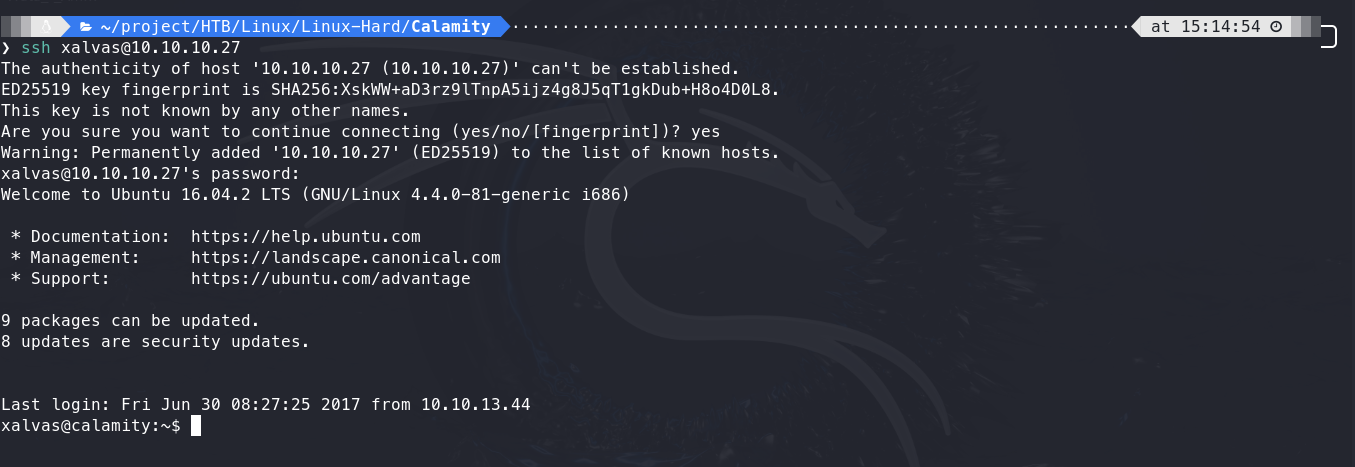 ~/project/HTB/Linux/Linux-Hard/Calamity at 15:14:54
❯ ssh xalvas@10.10.10.27
The authenticity of host '10.10.10.27 (10.10.10.27)' can't be established.
ED25519 key fingerprint is SHA256:XskWW+aD3rz9lTnpA5ijz4g8J5qT1gkDub+H8o4D0L8.
This key is not known by any other names.
Are you sure you want to continue connecting (yes/no/[fingerprint])? yes
Warning: Permanently added '10.10.10.27' (ED25519) to the list of known hosts.
xalvas@10.10.10.27's password:
Welcome to Ubuntu 16.04.2 LTS (GNU/Linux 4.4.0-81-generic i686)
* Documentation:  https://help.ubuntu.com
* Management:     https://landscape.canonical.com
* Support:        https://ubuntu.com/advantage
9 packages can be updated.
8 updates are security updates.
Last login: Fri Jun 30 08:27:25 2017 from 10.10.13.44
xalvas@calamity:~$